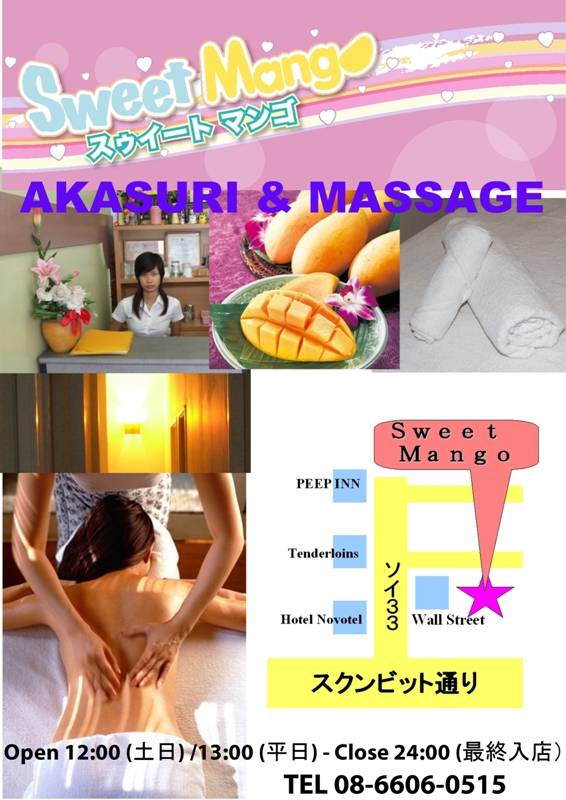 Sweet Mango
スゥイート マンゴ
AKASURI & MASSAGE
Sweet
Mango
PEEP INN
Tenderloins
Hotel Novotel
Wall Street
ソイ33
スクンビット通り
Open 12:00 (土日) /13:00 (平日) - Close 24:00 (最終入店)
TEL 08-6606-0515